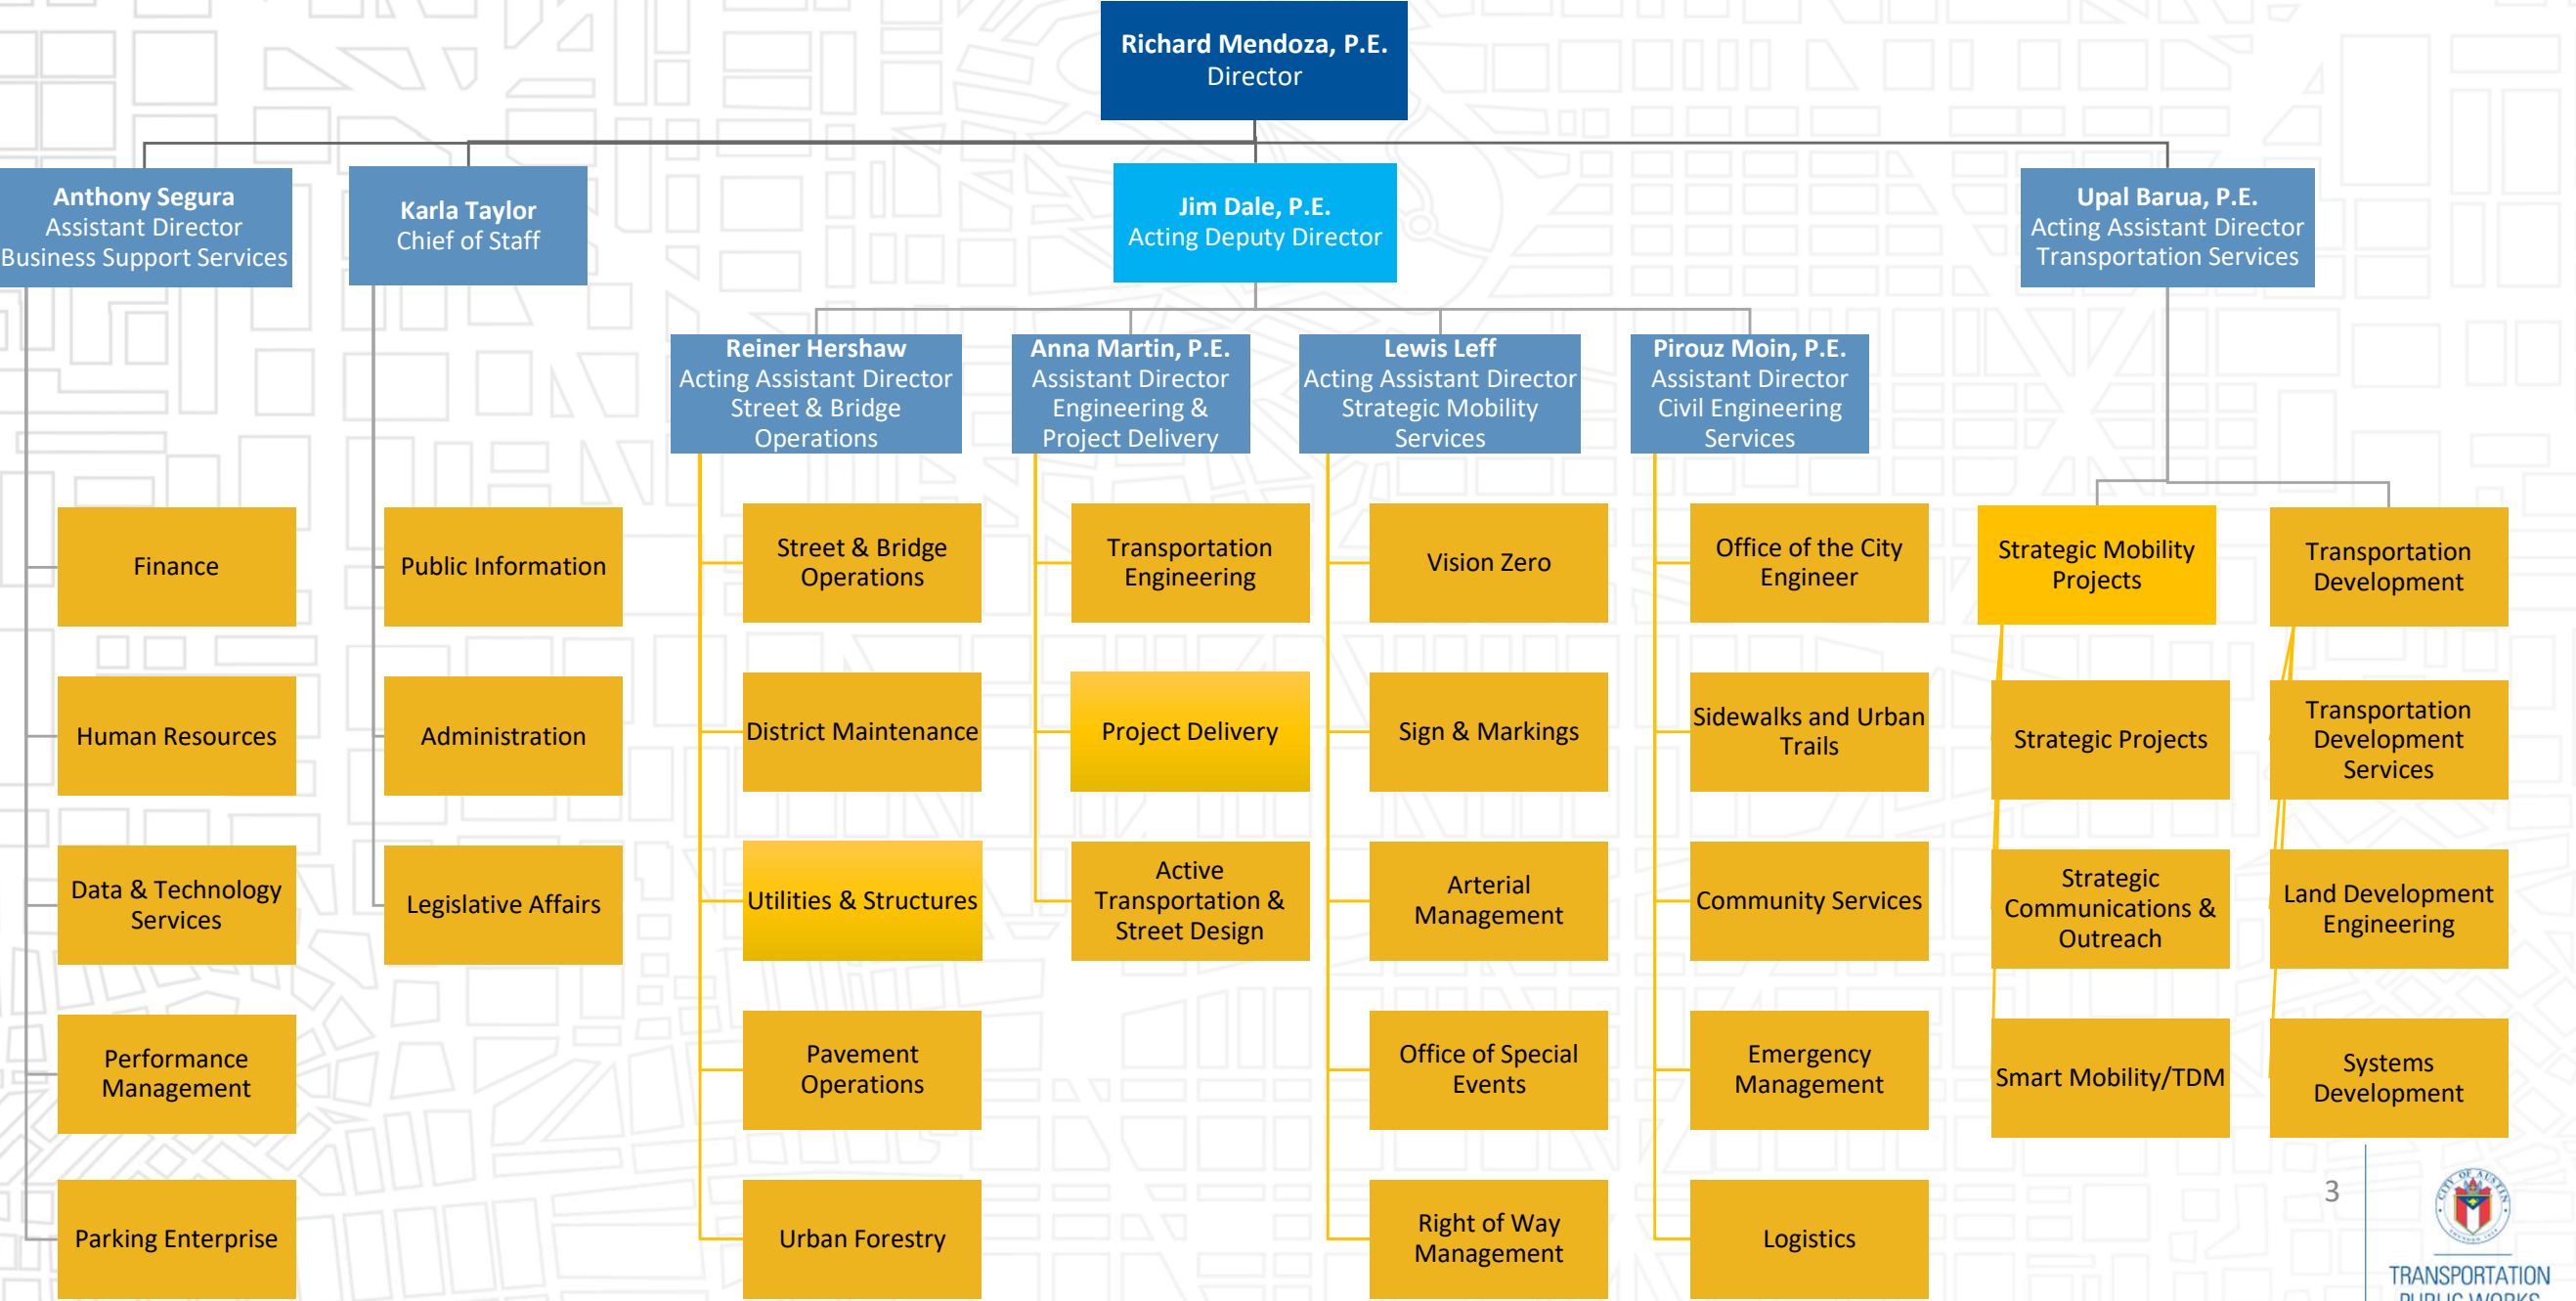 Richard Mendoza, P.E.
Director
Anthony Segura
Assistant Director
Business Support Services
Karla Taylor
Chief of Staff
Jim Dale, P.E.
Acting Deputy Director
Upal Barua, P.E.
Acting Assistant Director
Transportation Services
Reiner Hershaw
Acting Assistant Director
Street & Bridge
Operations
Anna Martin, P.E.
Assistant Director
Engineering &
Project Delivery
Lewis Leff
Acting Assistant Director
Strategic Mobility
Services
Pirouz Moin, P.E.
Assistant Director
Civil Engineering
Services
Finance
Human Resources
Data & Technology
Services
Performance
Management
Parking Enterprise
Public Information
Administration
Legislative Affairs
Street & Bridge
Operations
District Maintenance
Utilities & Structures
Pavement
Operations
Urban Forestry
Transportation
Engineering
Project Delivery
Active
Transportation &
Street Design
Vision Zero
Sign & Markings
Arterial
Management
Office of Special
Events
Right of Way
Management
Office of the City
Engineer
Sidewalks and Urban
Trails
Community Services
Emergency
Management
Logistics
Strategic Mobility
Projects
Strategic Projects
Strategic
Communications &
Outreach
Smart Mobility/TDM
Transportation
Development
Transportation
Development
Services
Land Development
Engineering
Systems
Development
3
CITY OF AUSTIN
TRANSPORTATION
PUBLIC WORKS